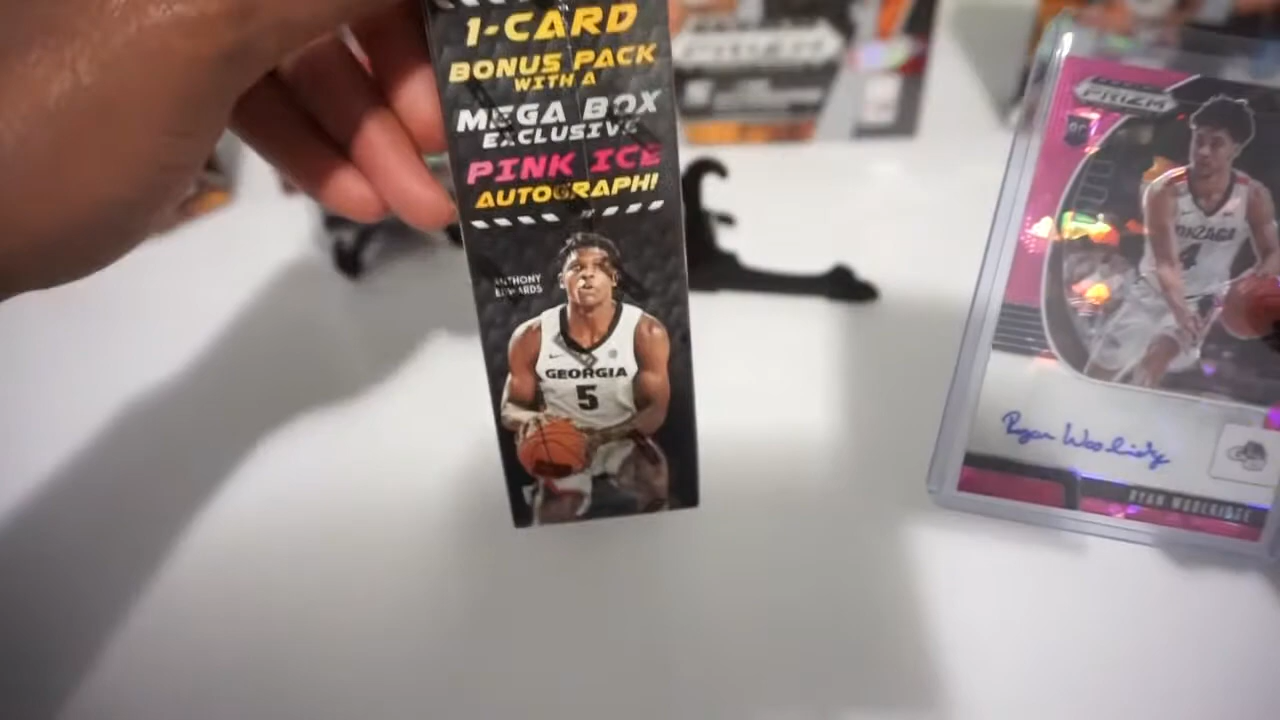 1-CARD
BONUS PACK
WITH A
MEGA BOX
EXCLUSIVE
PINK ICE
AUTOGRAPH!
ANTHONY
EDWARDS
GEORGIA
5
PRIZM
PRIZM
RC
GONZAGA
4
Ryan Woolridge
RYAN WOOLRIDGE